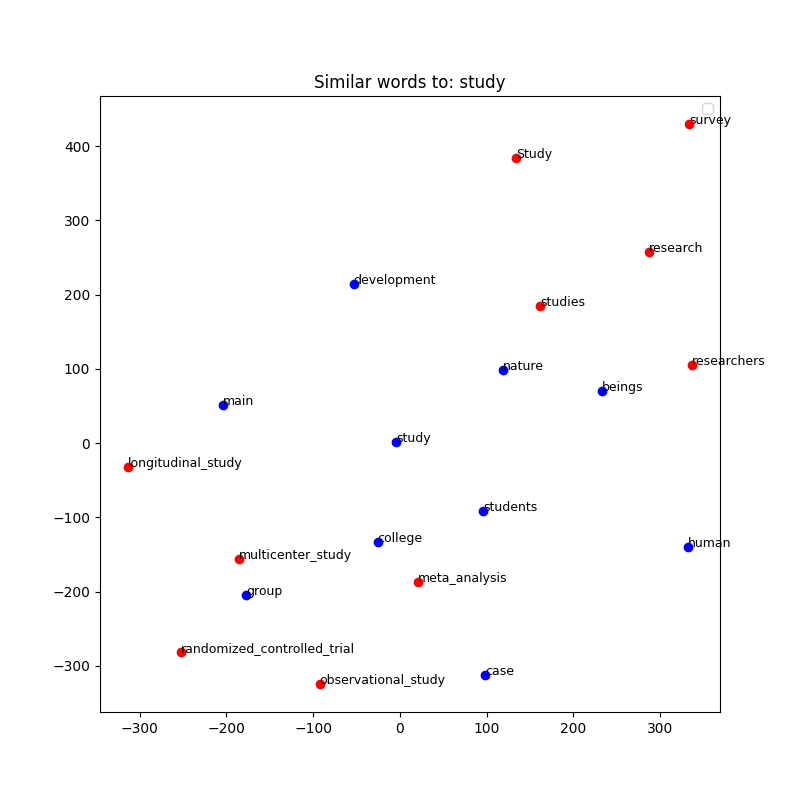 Similar words to: study
survey
Study
research
development
studies
researchers
nature
beings
main
study
longitudinal_study
students
college
human
multicenter_study
meta_analysis
group
randomized_controlled_trial
case
observational_study
400
300
200
100
0
−100
−200
−300
−300 −200 −100 0 100 200 300